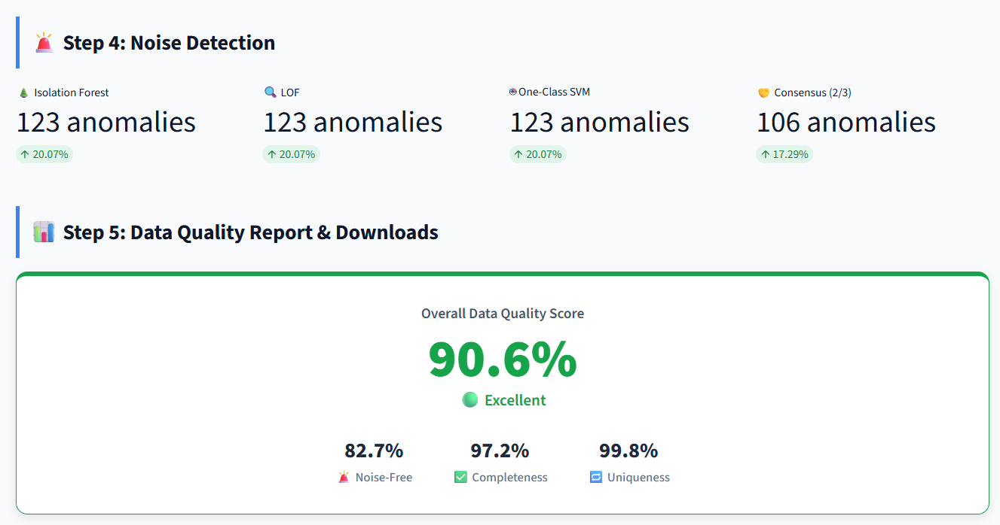 Step 4: Noise Detection
Isolation Forest
LOF
One-Class SVM
Consensus (2/3)
123 anomalies
123 anomalies
123 anomalies
106 anomalies
↑ 20.07%
↑ 20.07%
↑ 20.07%
↑ 17.29%
Step 5: Data Quality Report & Downloads
Overall Data Quality Score
90.6%
Excellent
82.7%
97.2%
99.8%
Noise-Free
Completeness
Uniqueness